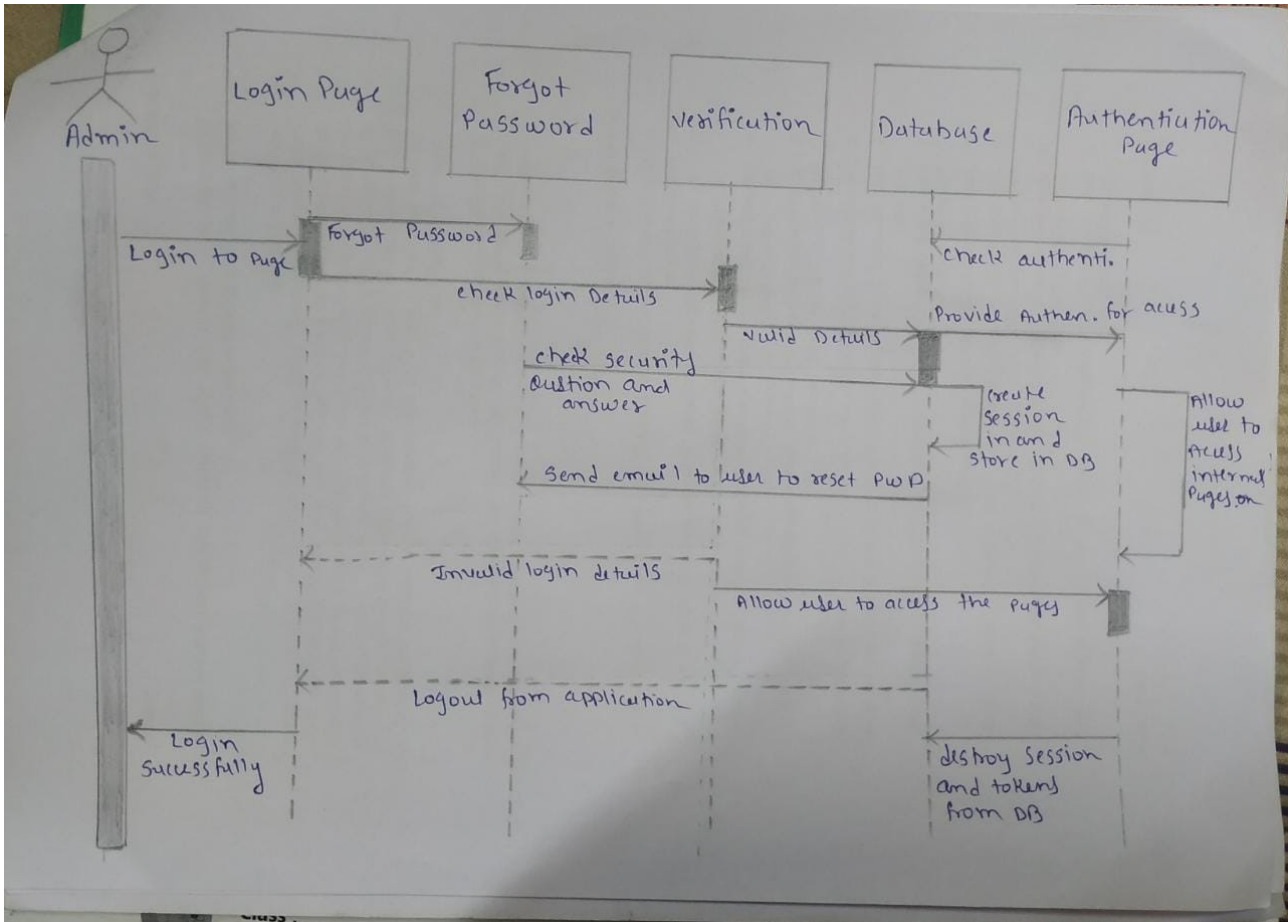 Admin
Login Page
Forgot
Password
Verification
Database
Authentiation
Page
Login to Page
Forgot Password
check authenti.
check login Details
Provide Authen. for acess
Valid Details
check security
Qustion and
answer
create
session
in and
store in DB
Allow
user to
Acess
internal
Pages.on
Send email to user to reset PWD
Invalid login details
Allow user to access the pages
Logout from application
Login
Successfully
destroy session
and tokens
from DB